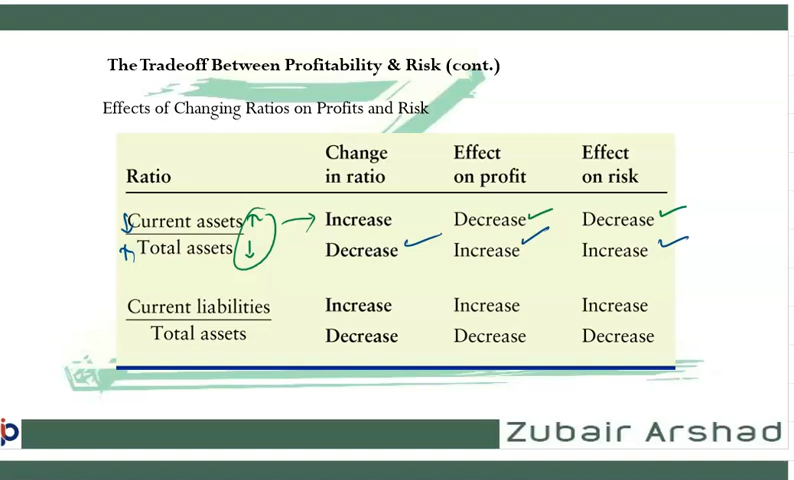 The Tradeoff Between Profitability & Risk (cont.)
Effects of Changing Ratios on Profits and Risk
Ratio Change in ratio Effect on profit Effect on risk
Current assets Increase Decrease Decrease
Total assets Decrease Increase Increase
Current liabilities Increase Increase Increase
Total assets Decrease Decrease Decrease
Zubair Arshad